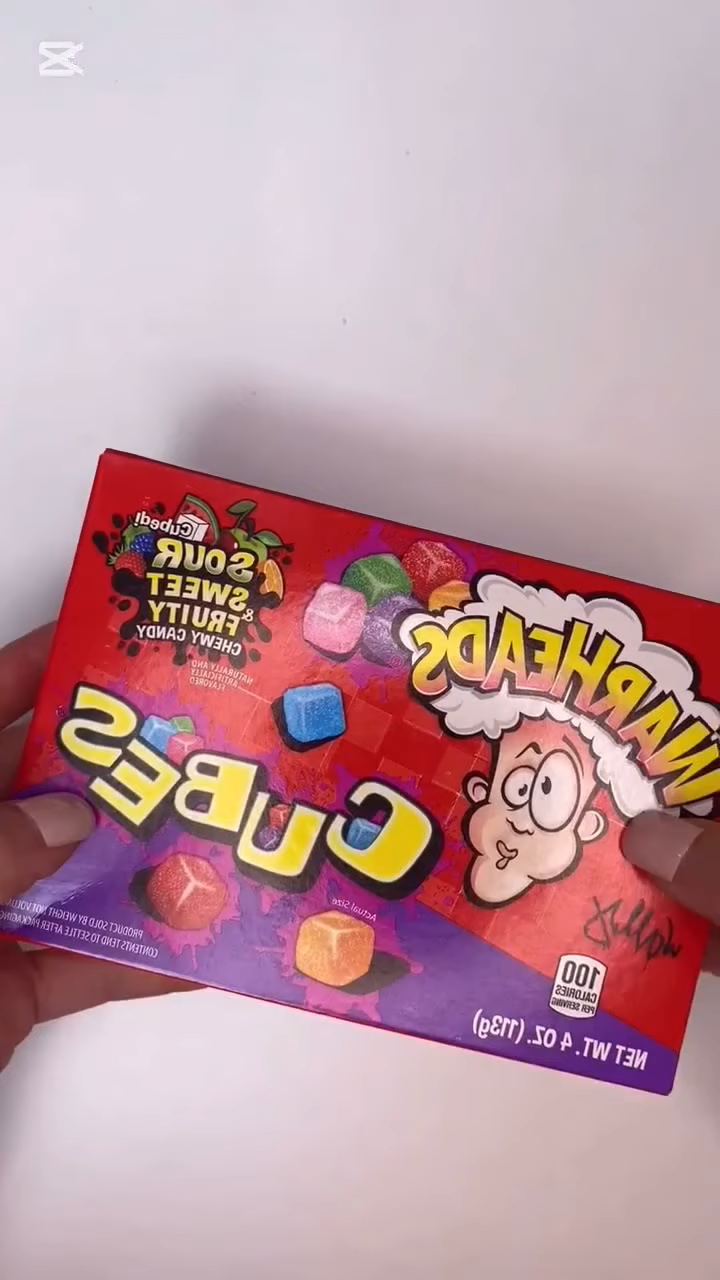 WARHEADS
Cubed!
SOUR
SWEET
& FRUITY
CHEWY CANDY
NATURALLY AND
ARTIFICIALLY
FLAVORED
CUBES
Actual Size
100
CALORIES
PER SERVING
NET WT. 4 OZ. (113g)
PRODUCT SOLD BY WEIGHT NOT
CONTENTS TEND TO SETTLE AFTER PACKAGING